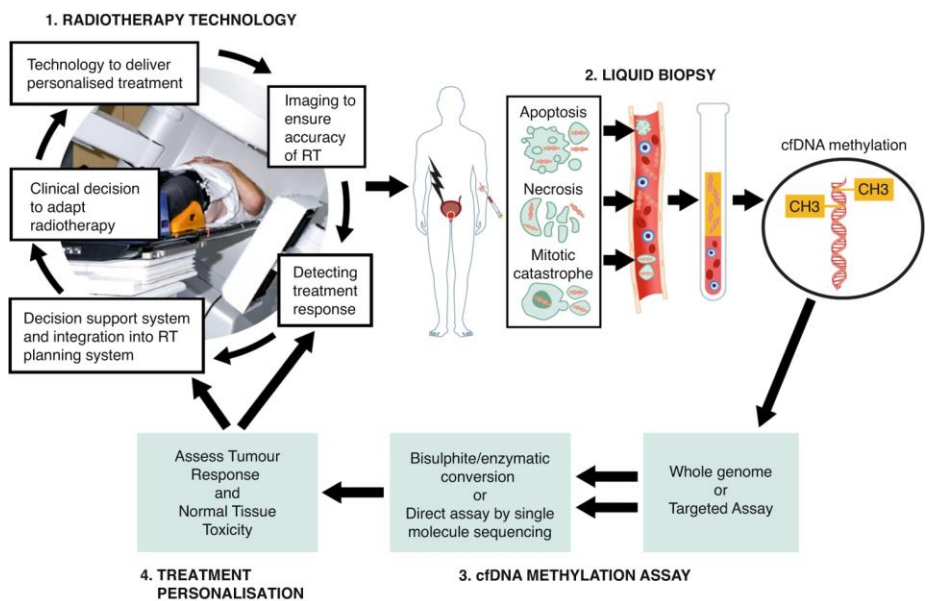 1. RADIOTHERAPY TECHNOLOGY
Technology to deliver
personalised treatment
Imaging to
ensure
accuracy
of RT
Clinical decision
to adapt
radiotherapy
Detecting
treatment
response
Decision support system
and integration into RT
planning system
2. LIQUID BIOPSY
Apoptosis
Necrosis
Mitotic
catastrophe
cfDNA methylation
CH3
CH3
Whole genome
or
Targeted Assay
Bisulphite/enzymatic
conversion
or
Direct assay by single
molecule sequencing
3. cfDNA METHYLATION ASSAY
Assess Tumour
Response
and
Normal Tissue
Toxicity
4. TREATMENT
PERSONALISATION